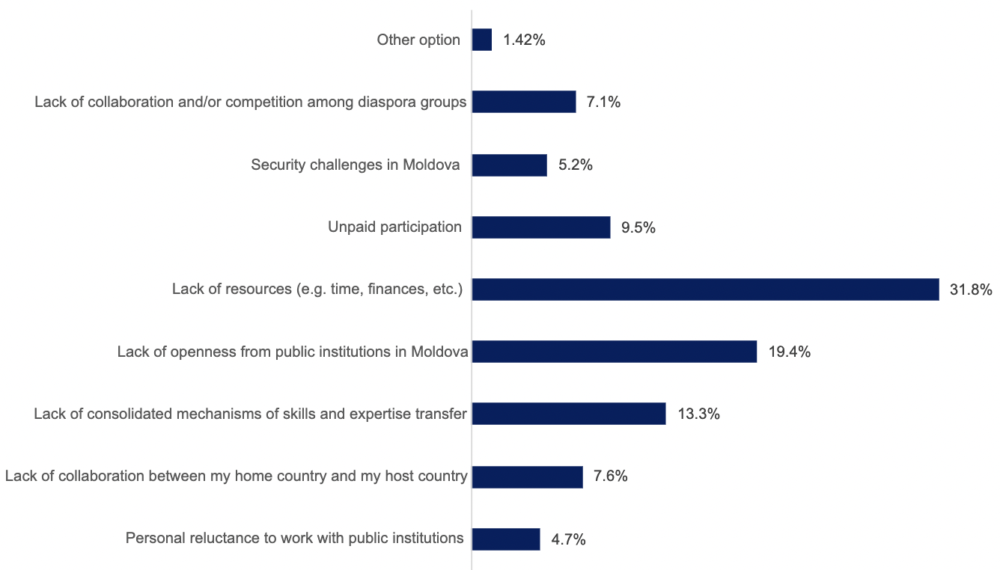 Other option 1.42%
Lack of collaboration and/or competition among diaspora groups 7.1%
Security challenges in Moldova 5.2%
Unpaid participation 9.5%
Lack of resources (e.g. time, finances, etc.) 31.8%
Lack of openness from public institutions in Moldova 19.4%
Lack of consolidated mechanisms of skills and expertise transfer 13.3%
Lack of collaboration between my home country and my host country 7.6%
Personal reluctance to work with public institutions 4.7%